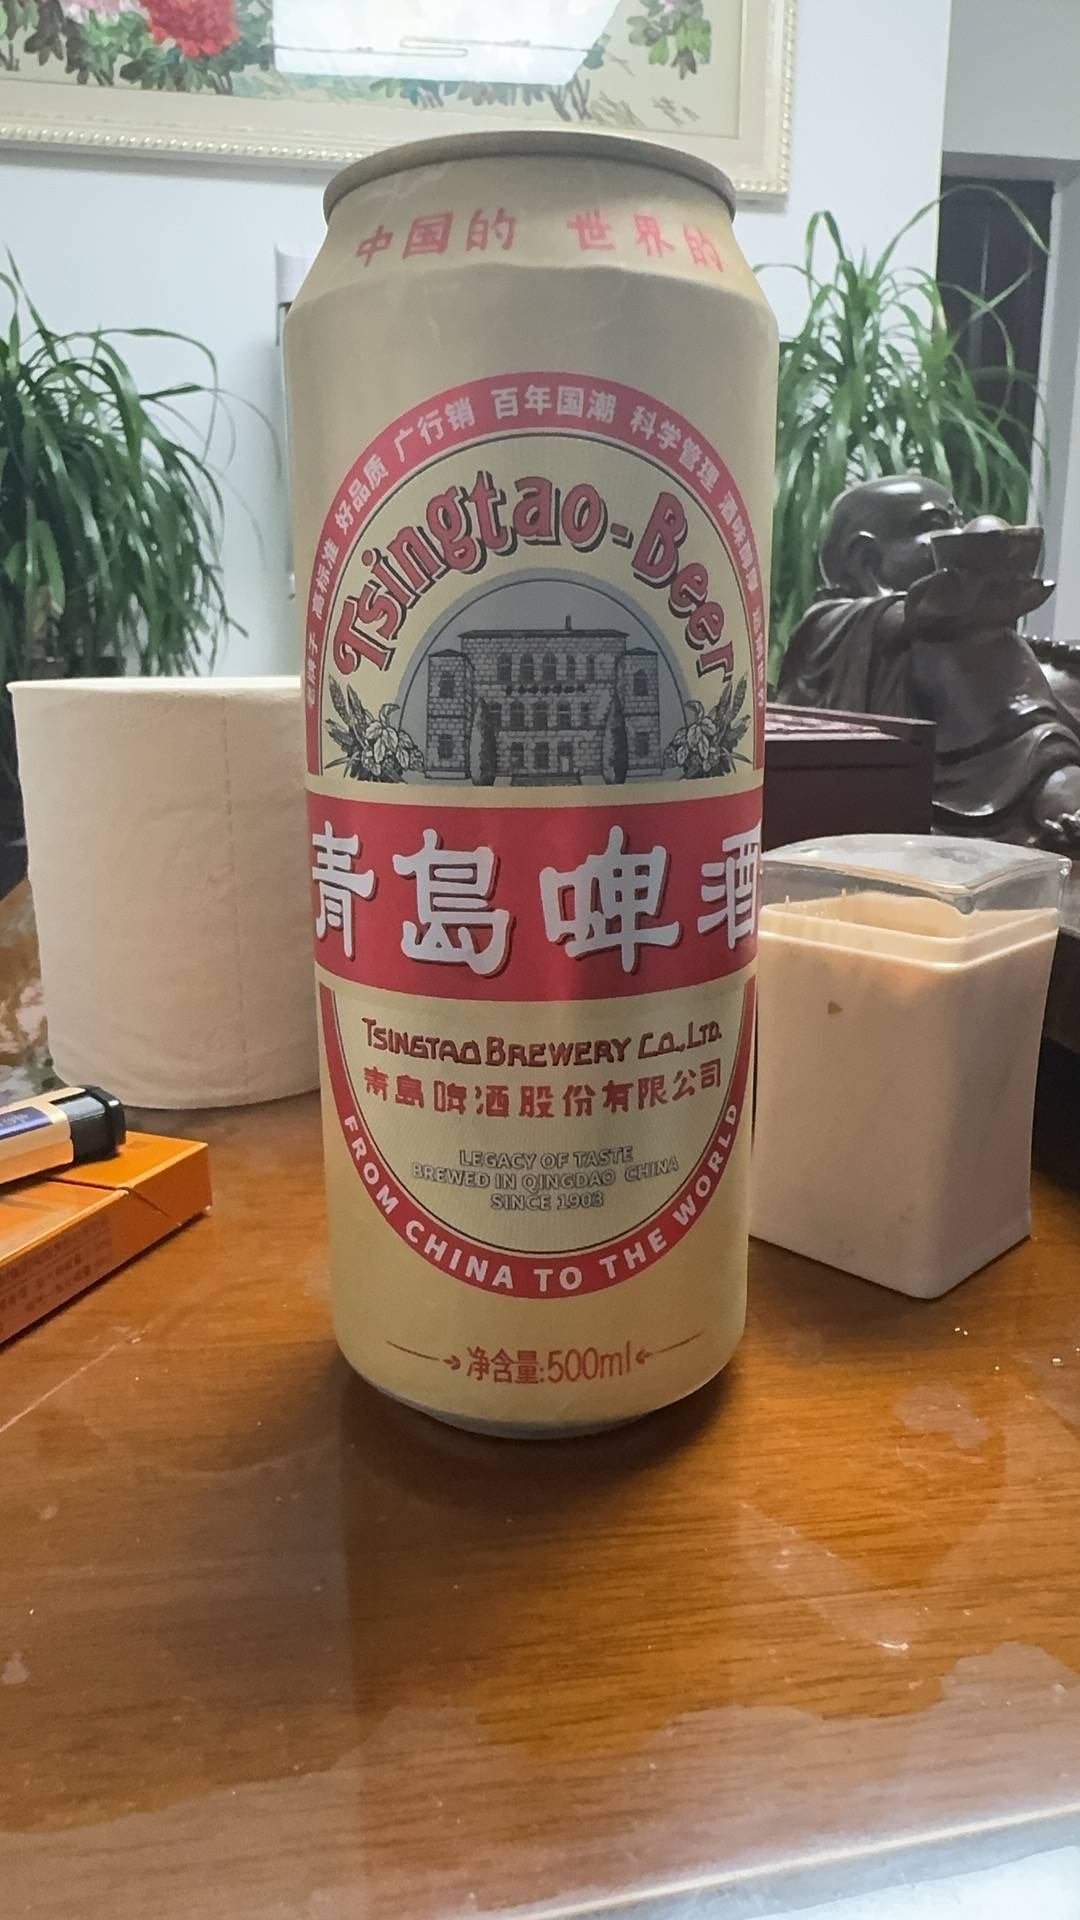 中国的 世界的
高标准 好品质 广行销 百年国潮 科学管理
Tsingtao-Beer
青島啤酒
TSINGTAO BREWERY CO., LTD.
青島啤酒股份有限公司
LEGACY OF TASTE
BREWED IN QINGDAO CHINA
SINCE 1903
FROM CHINA TO THE WORLD
净含量:500ml